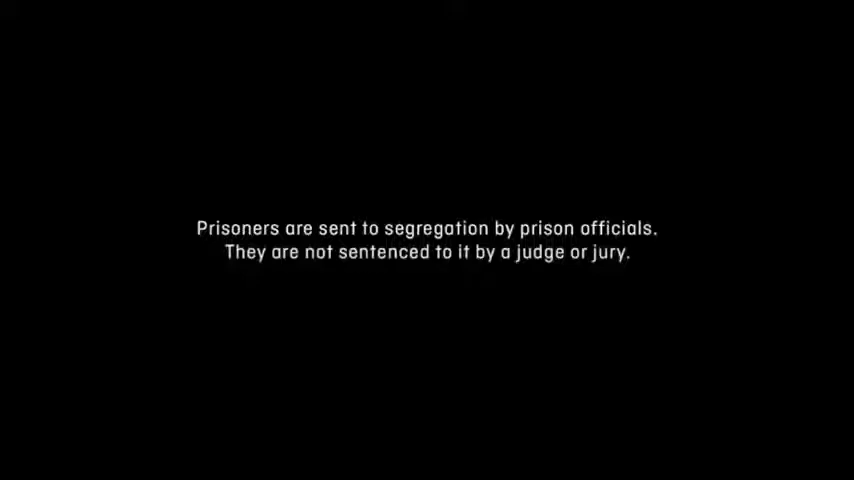 Prisoners are sent to segregation by prison officials.
They are not sentenced to it by a judge or jury.